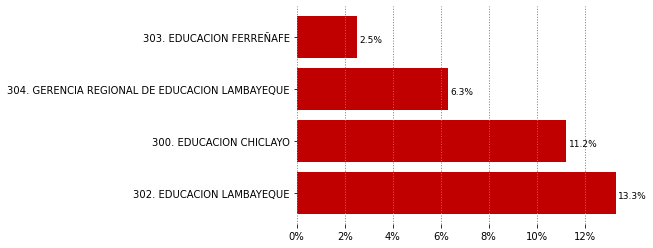 303. EDUCACION FERREÑAFE
2.5%
304. GERENCIA REGIONAL DE EDUCACION LAMBAYEQUE
6.3%
300. EDUCACION CHICLAYO
11.2%
302. EDUCACION LAMBAYEQUE
13.3%
0% 2% 4% 6% 8% 10% 12%